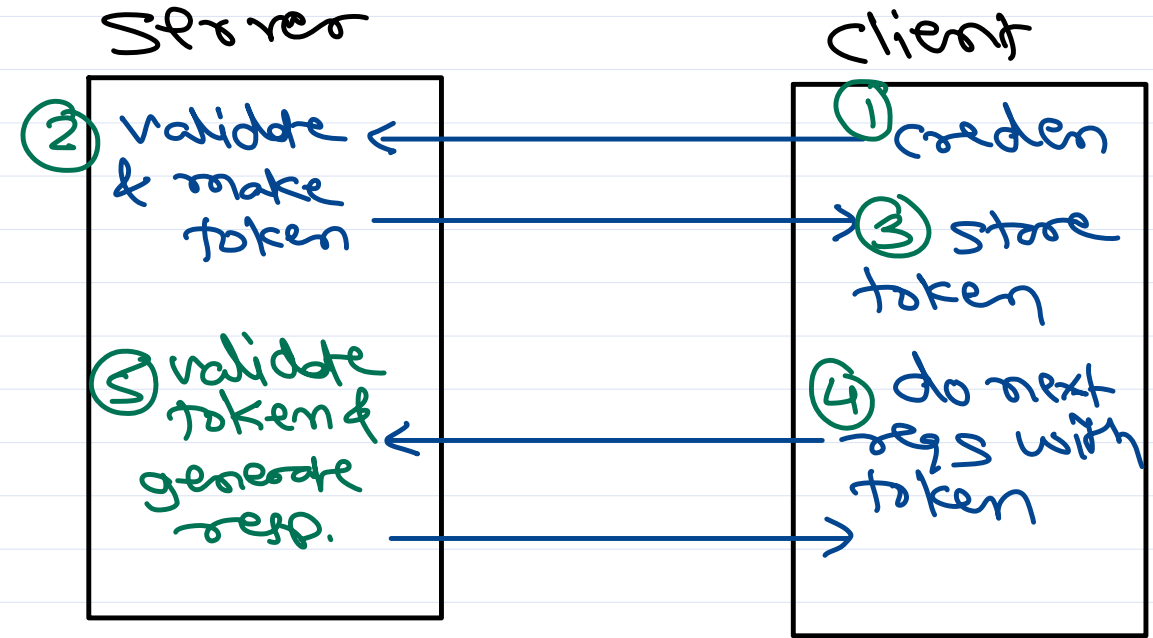 Server
Client
② validate
& make
token
① creden
③ store
token
⑤ validate
token &
generate
resp.
④ do next
reqs with
token